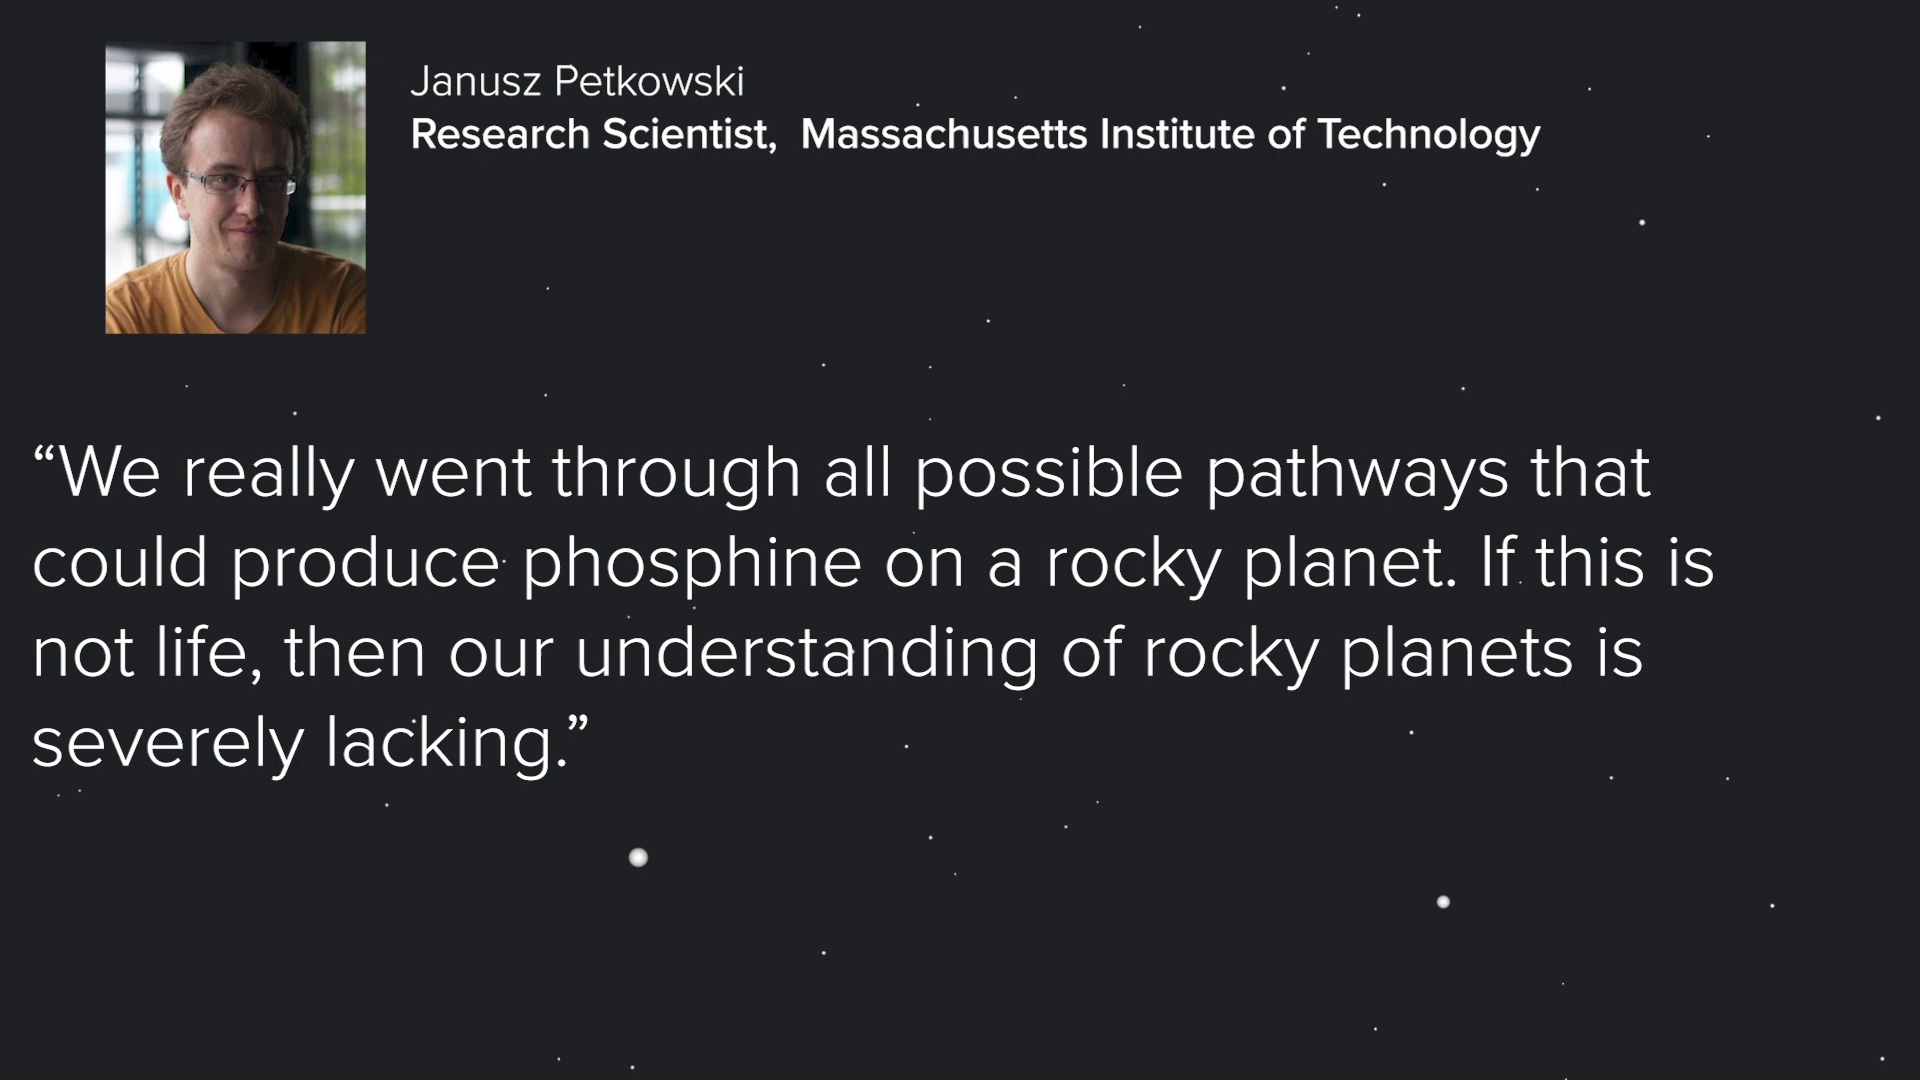 Janusz Petkowski
Research Scientist,  Massachusetts Institute of Technology
“We really went through all possible pathways that
could produce phosphine on a rocky planet. If this is
not life, then our understanding of rocky planets is
severely lacking.”